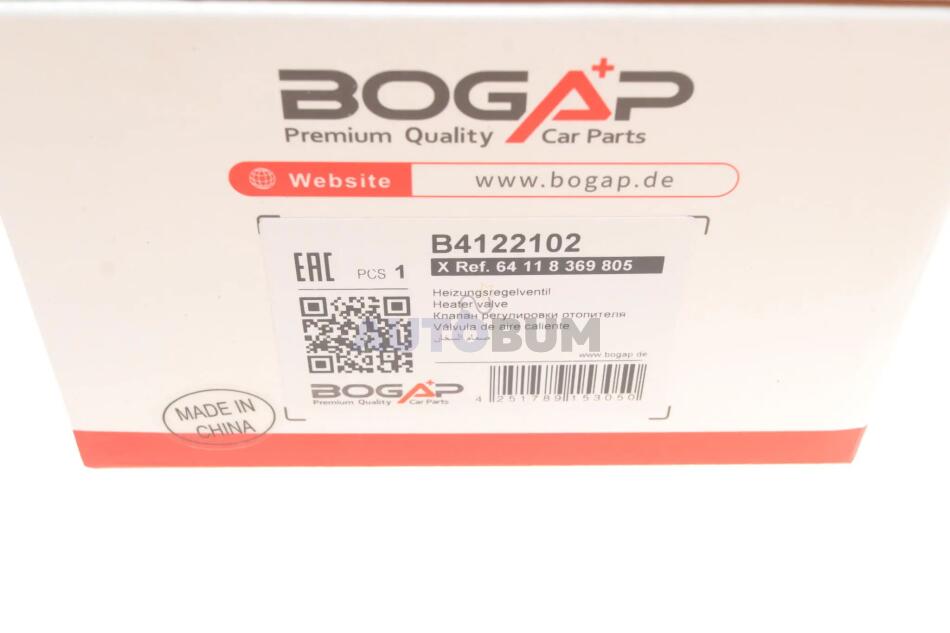 BOGAP
Premium Quality Car Parts
Website www.bogap.de
B4122102
X Ref. 64 11 8 369 805
EAC PCS 1
Heizungsregelventil
Heater valve
Клапан регулировки отопителя
Válvula de aire caliente
AUTOBUM
www.bogap.de
BOGAP
Premium Quality Car Parts
4 251789 153050
MADE IN
CHINA